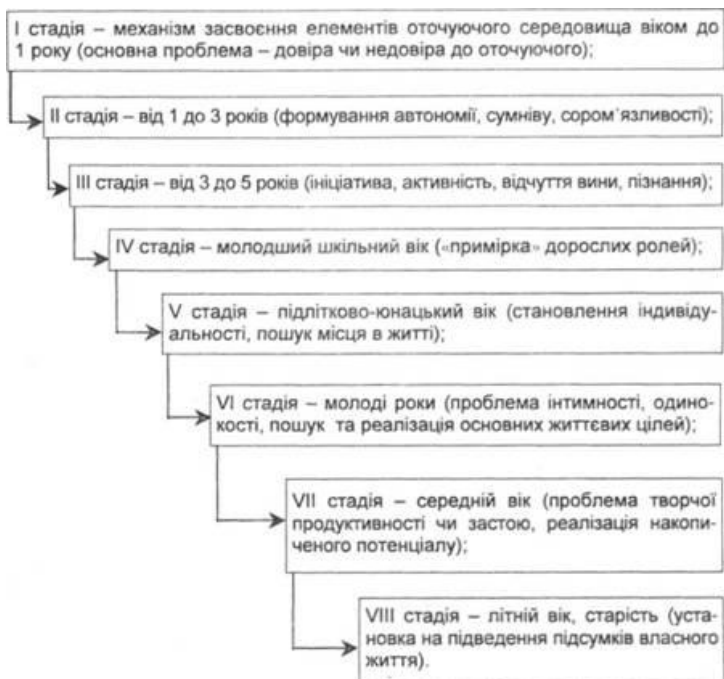 I стадія – механізм засвоєння елементів оточуючого середовища віком до
1 року (основна проблема – довіра чи недовіра до оточуючого);
II стадія – від 1 до 3 років (формування автономії, сумніву, сором´язливості);
III стадія – від 3 до 5 років (ініціатива, активність, відчуття вини, пізнання);
IV стадія – молодший шкільний вік («примірка» дорослих ролей);
V стадія – підлітково-юнацький вік (становлення індивіду-
альності, пошук місця в житті);
VI стадія – молоді роки (проблема інтимності, одино-
кості, пошук та реалізація основних життєвих цілей);
VII стадія – середній вік (проблема творчої
продуктивності чи застою, реалізація накопи-
ченого потенціалу);
VIII стадія – літній вік, старість (уста-
новка на підведення підсумків власного
життя).